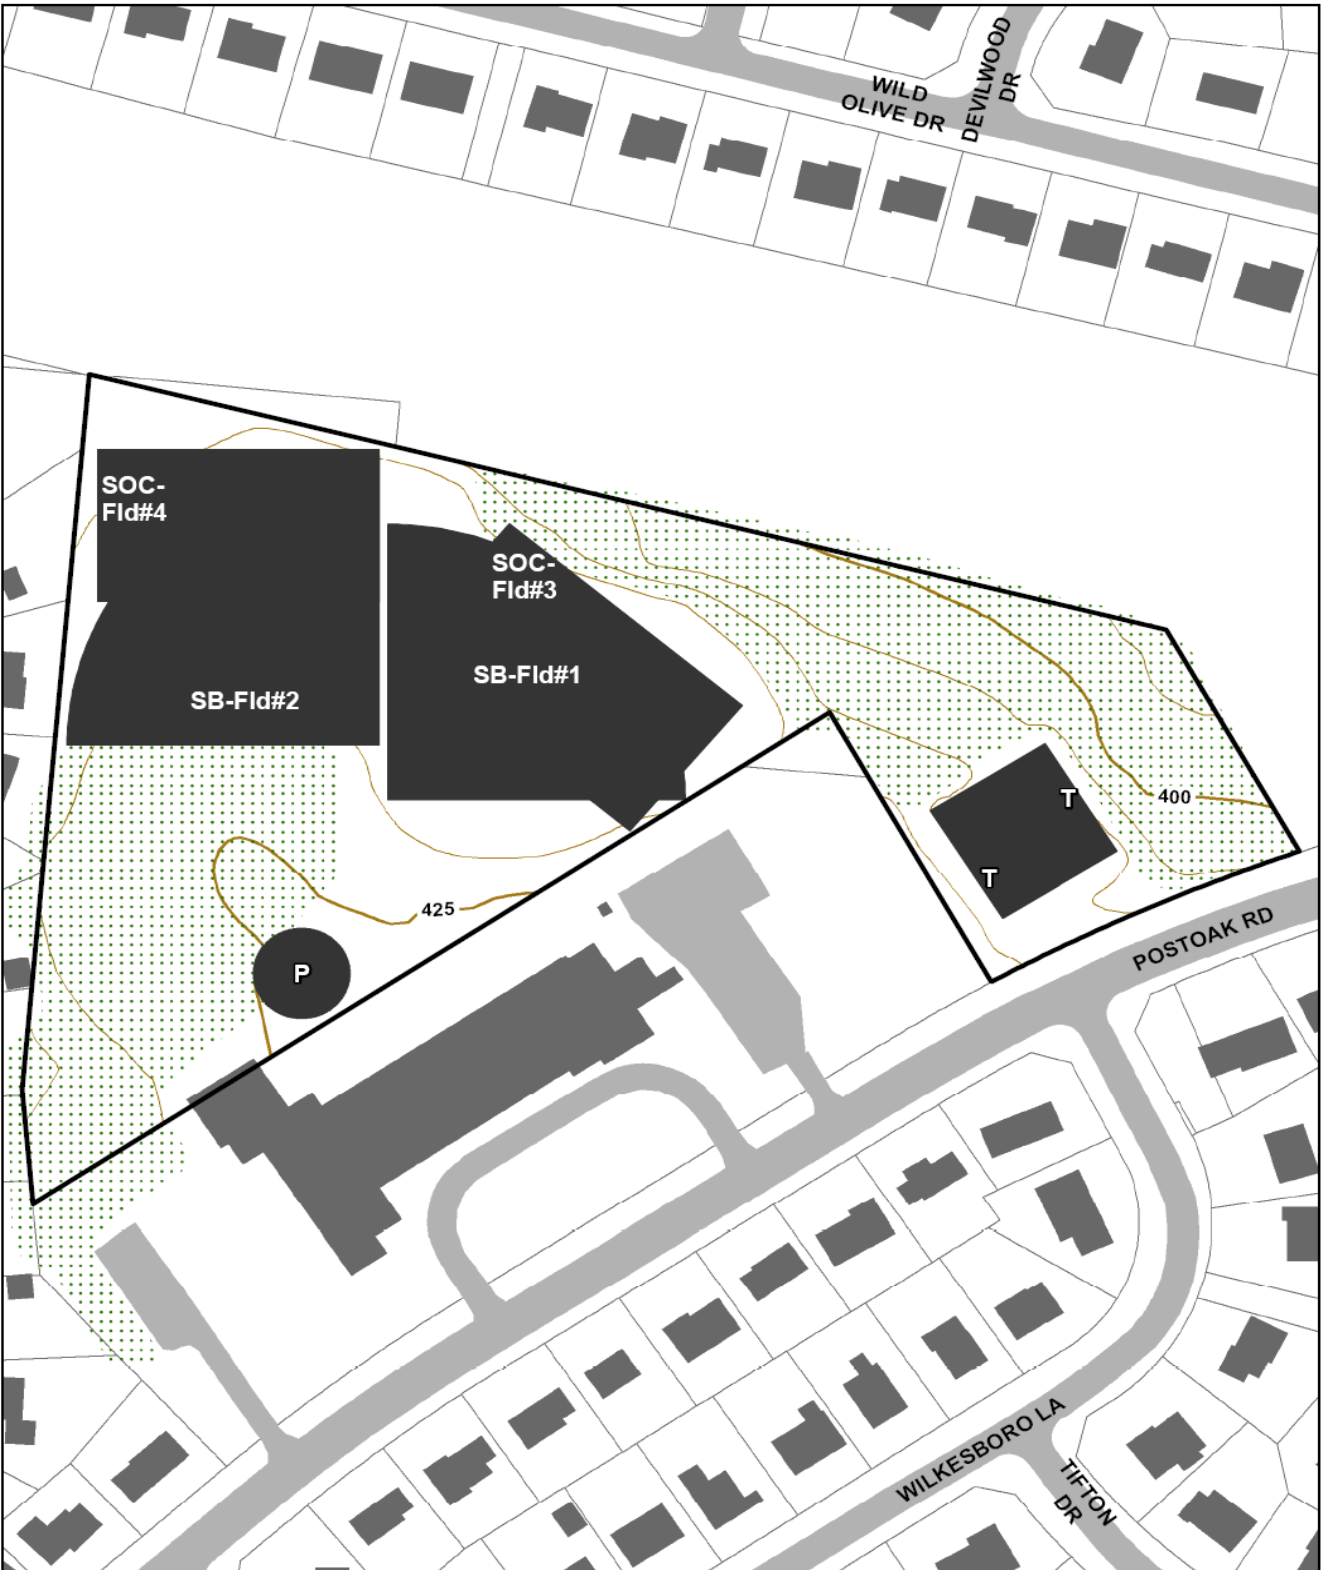 WILD
OLIVE DR
DEVILWOOD
DR
SOC-
Fld#4
SOC-
Fld#3
SB-Fld#1
SB-Fld#2
T
400
T
425
POSTOAK RD
P
WILKESBORO LA
TIFTON
DR